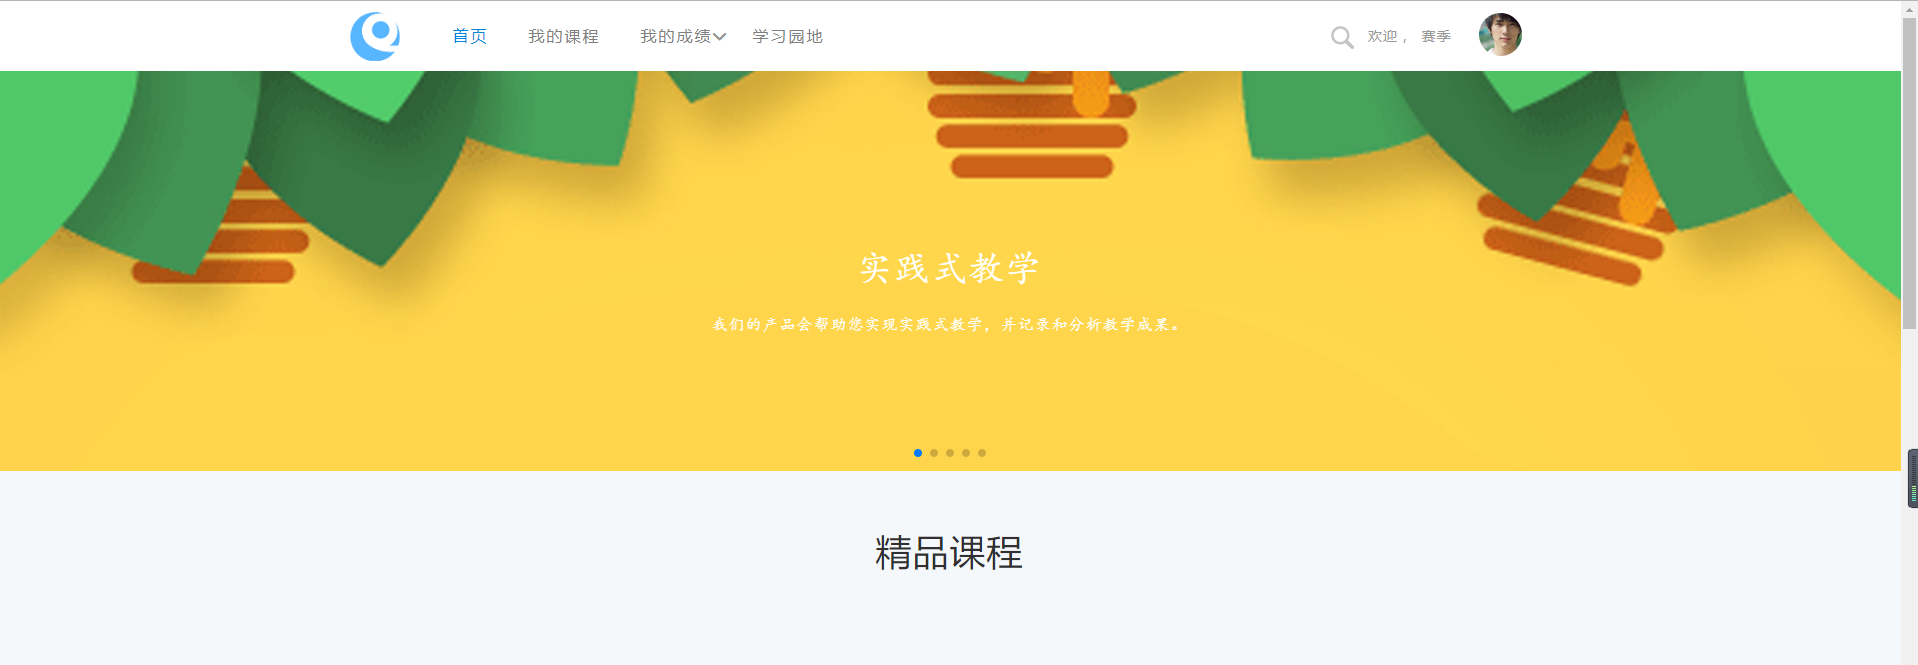 首页 我的课程 我的成绩 学习园地 欢迎， 赛季
实践式教学
我们的产品会帮助您实现实践式教学，并记录和分析教学成果。
精品课程